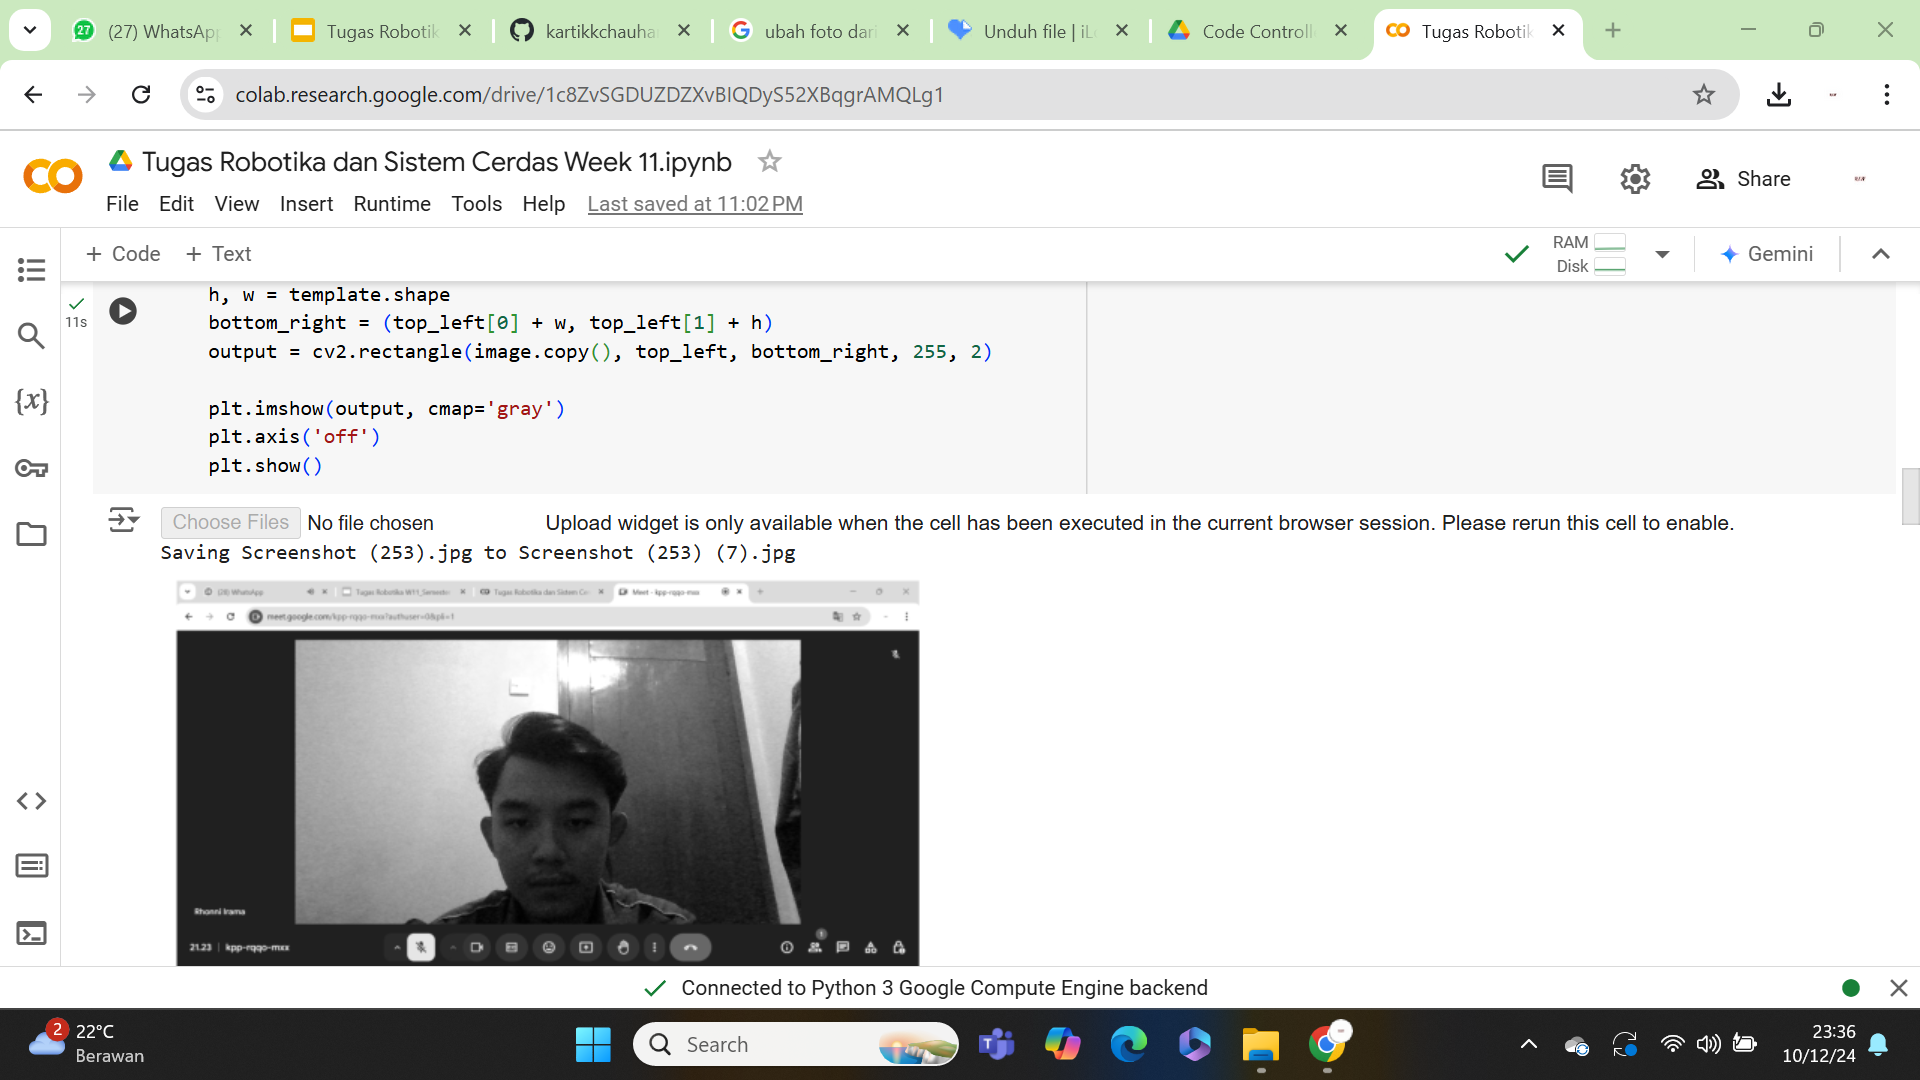 (27) WhatsApp
Tugas Robotik
kartikkchauha
ubah foto dari
Unduh file | iL
Code Controll
Tugas Robotik
colab.research.google.com/drive/1c8ZvSGDUZDZXvBIQDyS52XBqgrAMQLg1
CO Tugas Robotika dan Sistem Cerdas Week 11.ipynb
File Edit View Insert Runtime Tools Help Last saved at 11:02 PM
Share
+ Code + Text
RAM
Disk
Gemini
11s
h, w = template.shape
bottom_right = (top_left[0] + w, top_left[1] + h)
output = cv2.rectangle(image.copy(), top_left, bottom_right, 255, 2)
plt.imshow(output, cmap='gray')
plt.axis('off')
plt.show()
Choose Files No file chosen Upload widget is only available when the cell has been executed in the current browser session. Please rerun this cell to enable.
Saving Screenshot (253).jpg to Screenshot (253) (7).jpg
(28) WhatsApp
Tugas Robotika W11_Semeste
Tugas Robotika dan Sistem Ce
Meet - kpp-rqqo-mxx
meet.google.com/kpp-rqqo-mxx?authuser=0&pli=1
Rhonni Irama
21.23 | kpp-rqqo-mxx
1
Connected to Python 3 Google Compute Engine backend
2
22°C
Berawan
Search
23:36
10/12/24